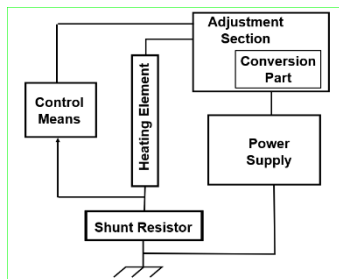 Adjustment
Section
Conversion
Part
Control
Means
Heating Element
Power
Supply
Shunt Resistor